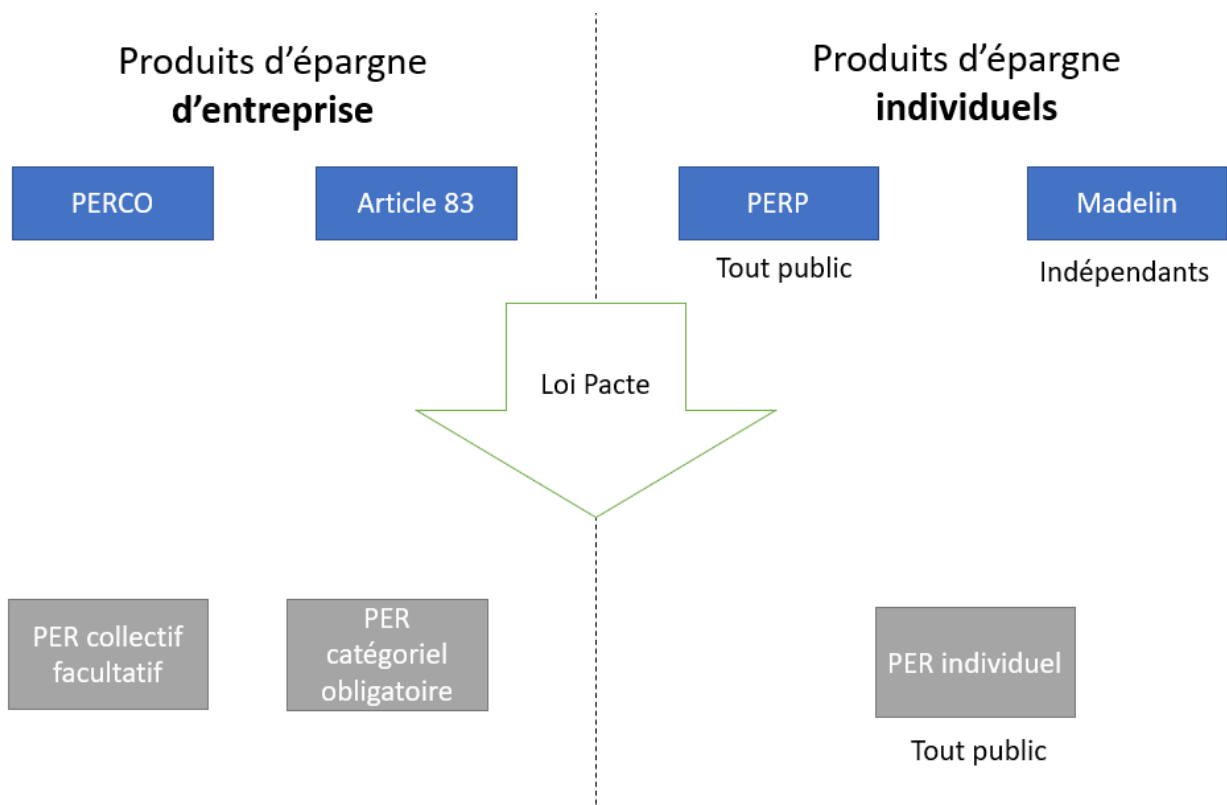 Produits d’épargne
d’entreprise
Produits d’épargne
individuels
PERCO
Article 83
PERP
Madelin
Tout public
Indépendants
Loi Pacte
PER collectif
facultatif
PER
catégoriel
obligatoire
PER individuel
Tout public